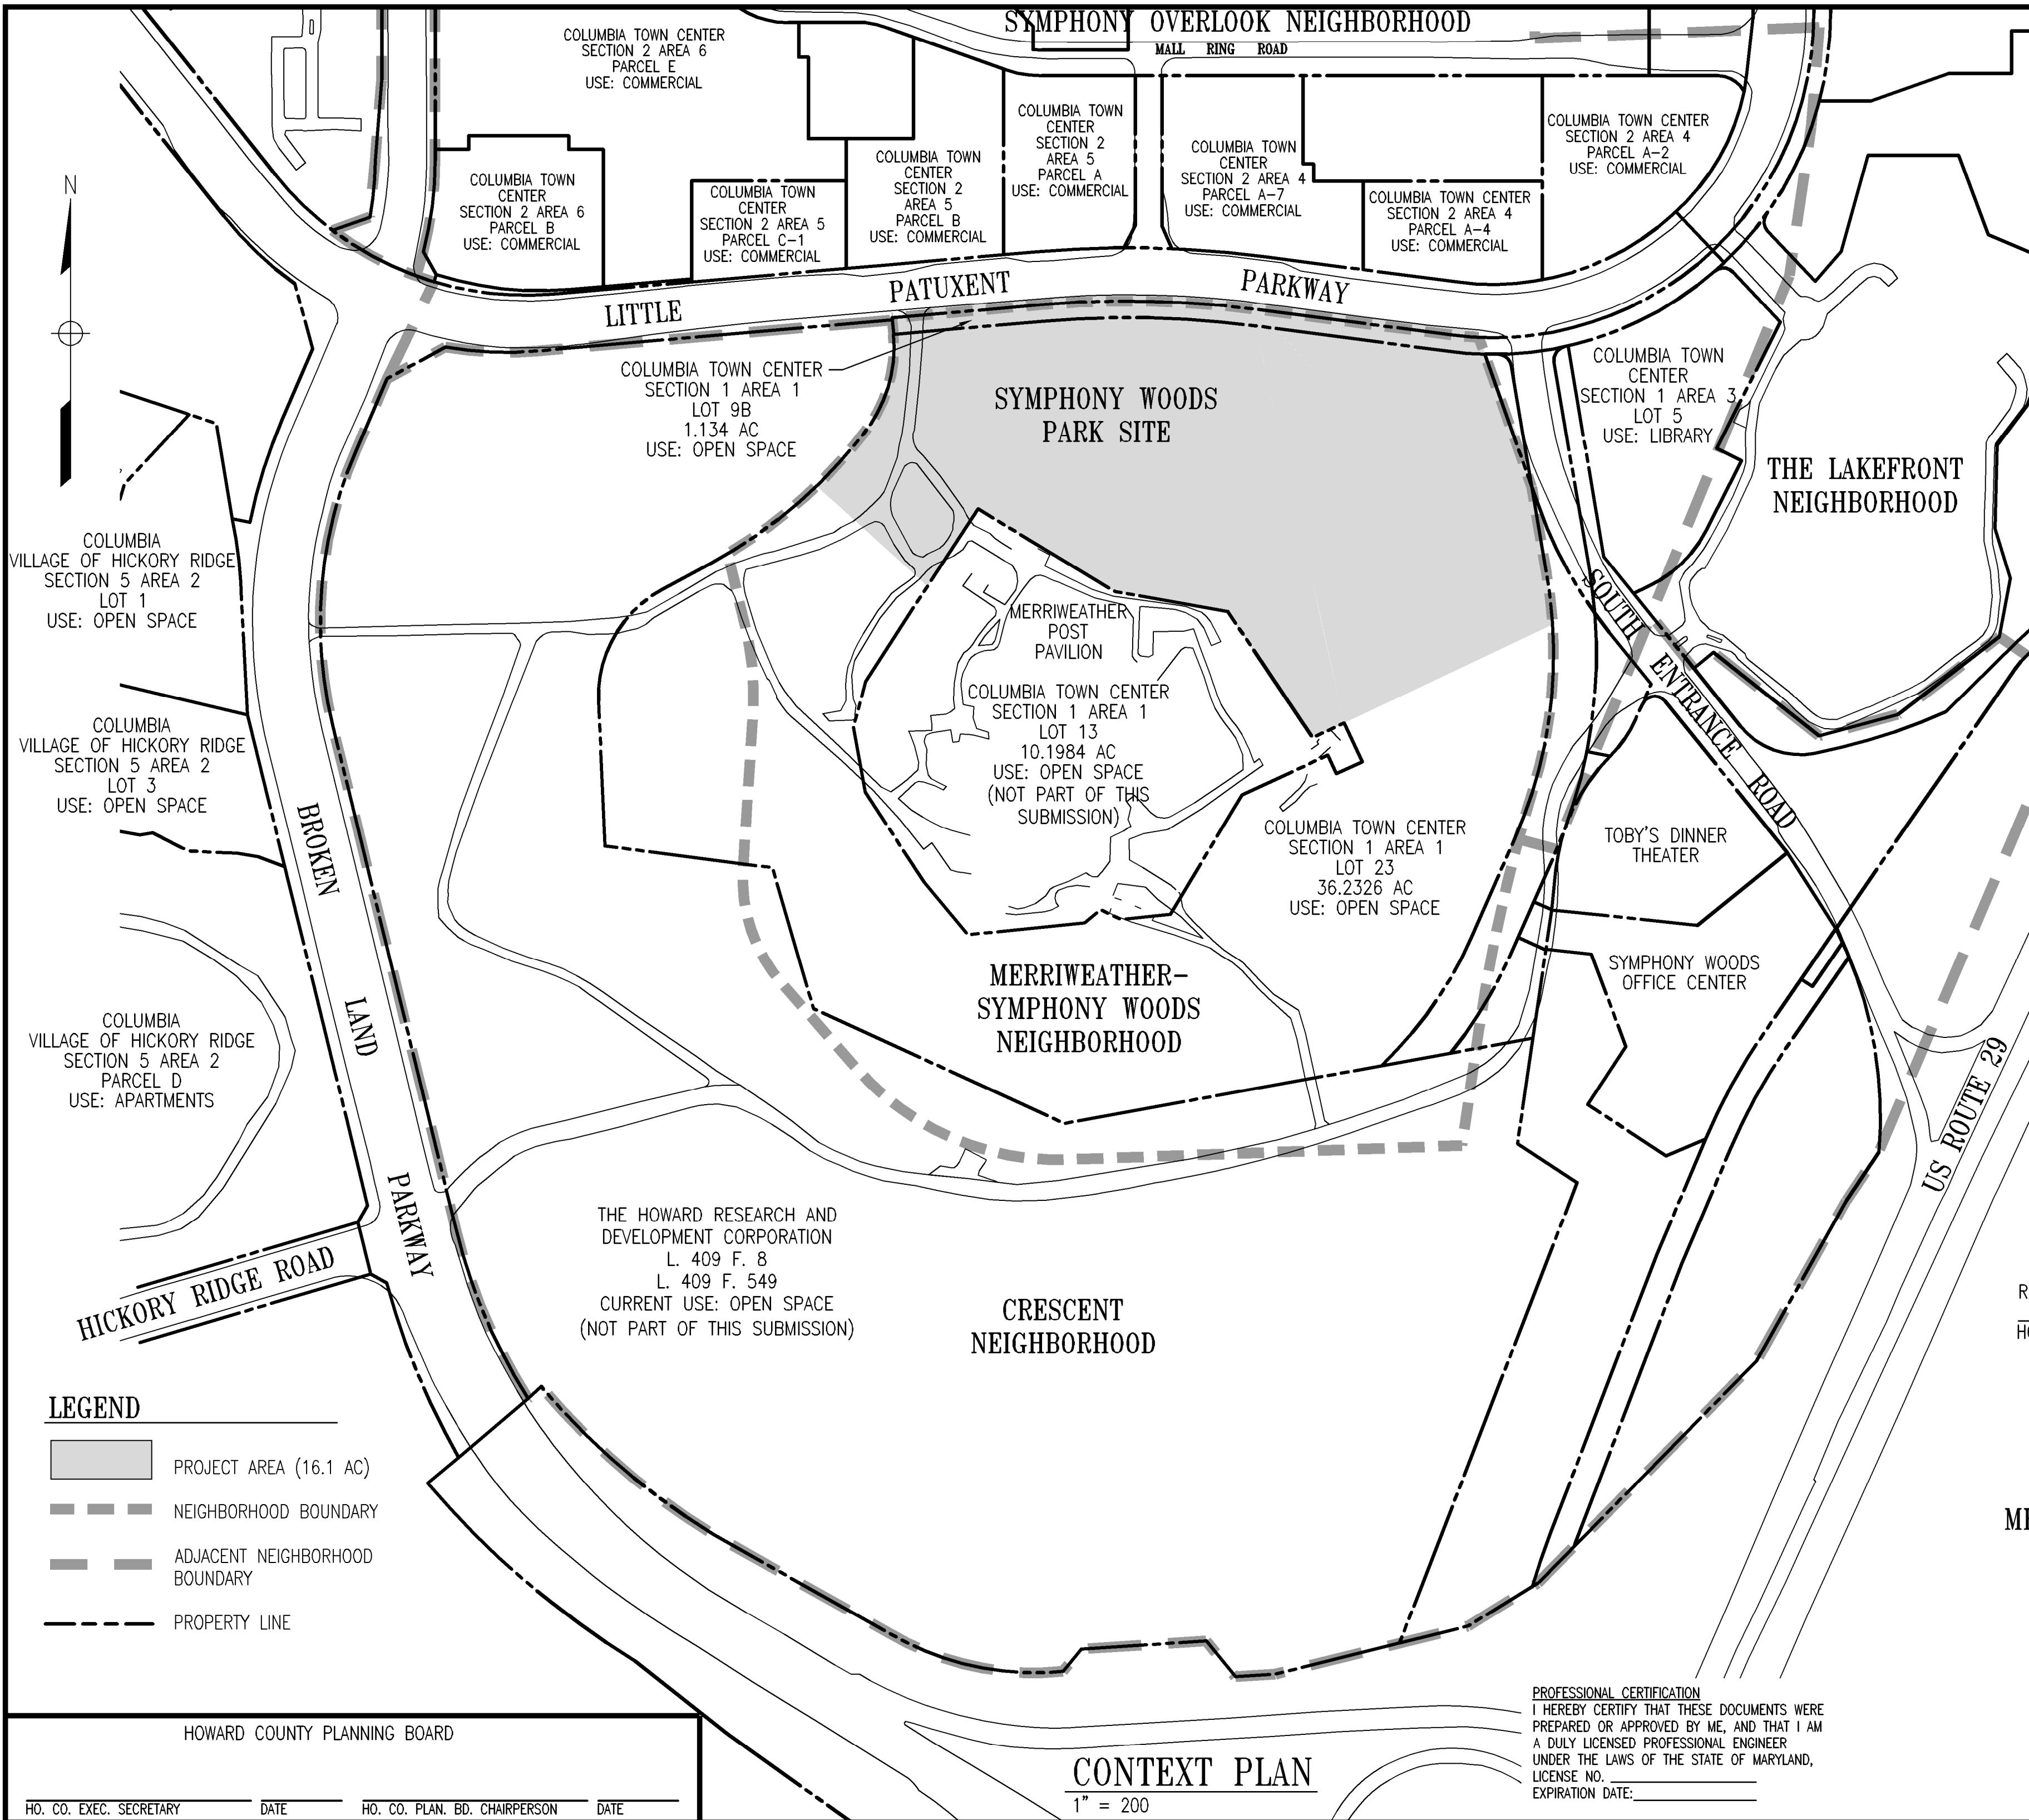 SYMPHONY OVERLOOK NEIGHBORHOOD
MALL RING ROAD
COLUMBIA TOWN CENTER
SECTION 2 AREA 6
PARCEL E
USE: COMMERCIAL
COLUMBIA TOWN
CENTER
SECTION 2 AREA 6
PARCEL B
USE: COMMERCIAL
COLUMBIA TOWN
CENTER
SECTION 2 AREA 5
PARCEL C-1
USE: COMMERCIAL
COLUMBIA TOWN
CENTER
SECTION 2
AREA 5
PARCEL B
USE: COMMERCIAL
COLUMBIA TOWN
CENTER
SECTION 2
AREA 5
PARCEL A
USE: COMMERCIAL
COLUMBIA TOWN
CENTER
SECTION 2 AREA 4
PARCEL A-7
USE: COMMERCIAL
COLUMBIA TOWN CENTER
SECTION 2 AREA 4
PARCEL A-4
USE: COMMERCIAL
COLUMBIA TOWN CENTER
SECTION 2 AREA 4
PARCEL A-2
USE: COMMERCIAL
N
LITTLE PATUXENT PARKWAY
COLUMBIA TOWN CENTER
SECTION 1 AREA 1
LOT 9B
1.134 AC
USE: OPEN SPACE
SYMPHONY WOODS
PARK SITE
COLUMBIA TOWN
CENTER
SECTION 1 AREA 3
LOT 5
USE: LIBRARY
THE LAKEFRONT
NEIGHBORHOOD
COLUMBIA
VILLAGE OF HICKORY RIDGE
SECTION 5 AREA 2
LOT 1
USE: OPEN SPACE
COLUMBIA
VILLAGE OF HICKORY RIDGE
SECTION 5 AREA 2
LOT 3
USE: OPEN SPACE
COLUMBIA
VILLAGE OF HICKORY RIDGE
SECTION 5 AREA 2
PARCEL D
USE: APARTMENTS
BROKEN LAND PARKWAY
MERRIWEATHER
POST
PAVILION
COLUMBIA TOWN CENTER
SECTION 1 AREA 1
LOT 13
10.1984 AC
USE: OPEN SPACE
(NOT PART OF THIS
SUBMISSION)
COLUMBIA TOWN CENTER
SECTION 1 AREA 1
LOT 23
36.2326 AC
USE: OPEN SPACE
SOUTH ENTRANCE ROAD
TOBY'S DINNER
THEATER
SYMPHONY WOODS
OFFICE CENTER
MERRIWEATHER-
SYMPHONY WOODS
NEIGHBORHOOD
US ROUTE 29
HICKORY RIDGE ROAD
THE HOWARD RESEARCH AND
DEVELOPMENT CORPORATION
L. 409 F. 8
L. 409 F. 549
CURRENT USE: OPEN SPACE
(NOT PART OF THIS SUBMISSION)
CRESCENT
NEIGHBORHOOD
LEGEND
PROJECT AREA (16.1 AC)
NEIGHBORHOOD BOUNDARY
ADJACENT NEIGHBORHOOD
BOUNDARY
PROPERTY LINE
HOWARD COUNTY PLANNING BOARD
HO. CO. EXEC. SECRETARY DATE HO. CO. PLAN. BD. CHAIRPERSON DATE
CONTEXT PLAN
1" = 200
PROFESSIONAL CERTIFICATION
I HEREBY CERTIFY THAT THESE DOCUMENTS WERE
PREPARED OR APPROVED BY ME, AND THAT I AM
A DULY LICENSED PROFESSIONAL ENGINEER
UNDER THE LAWS OF THE STATE OF MARYLAND,
LICENSE NO.
EXPIRATION DATE: